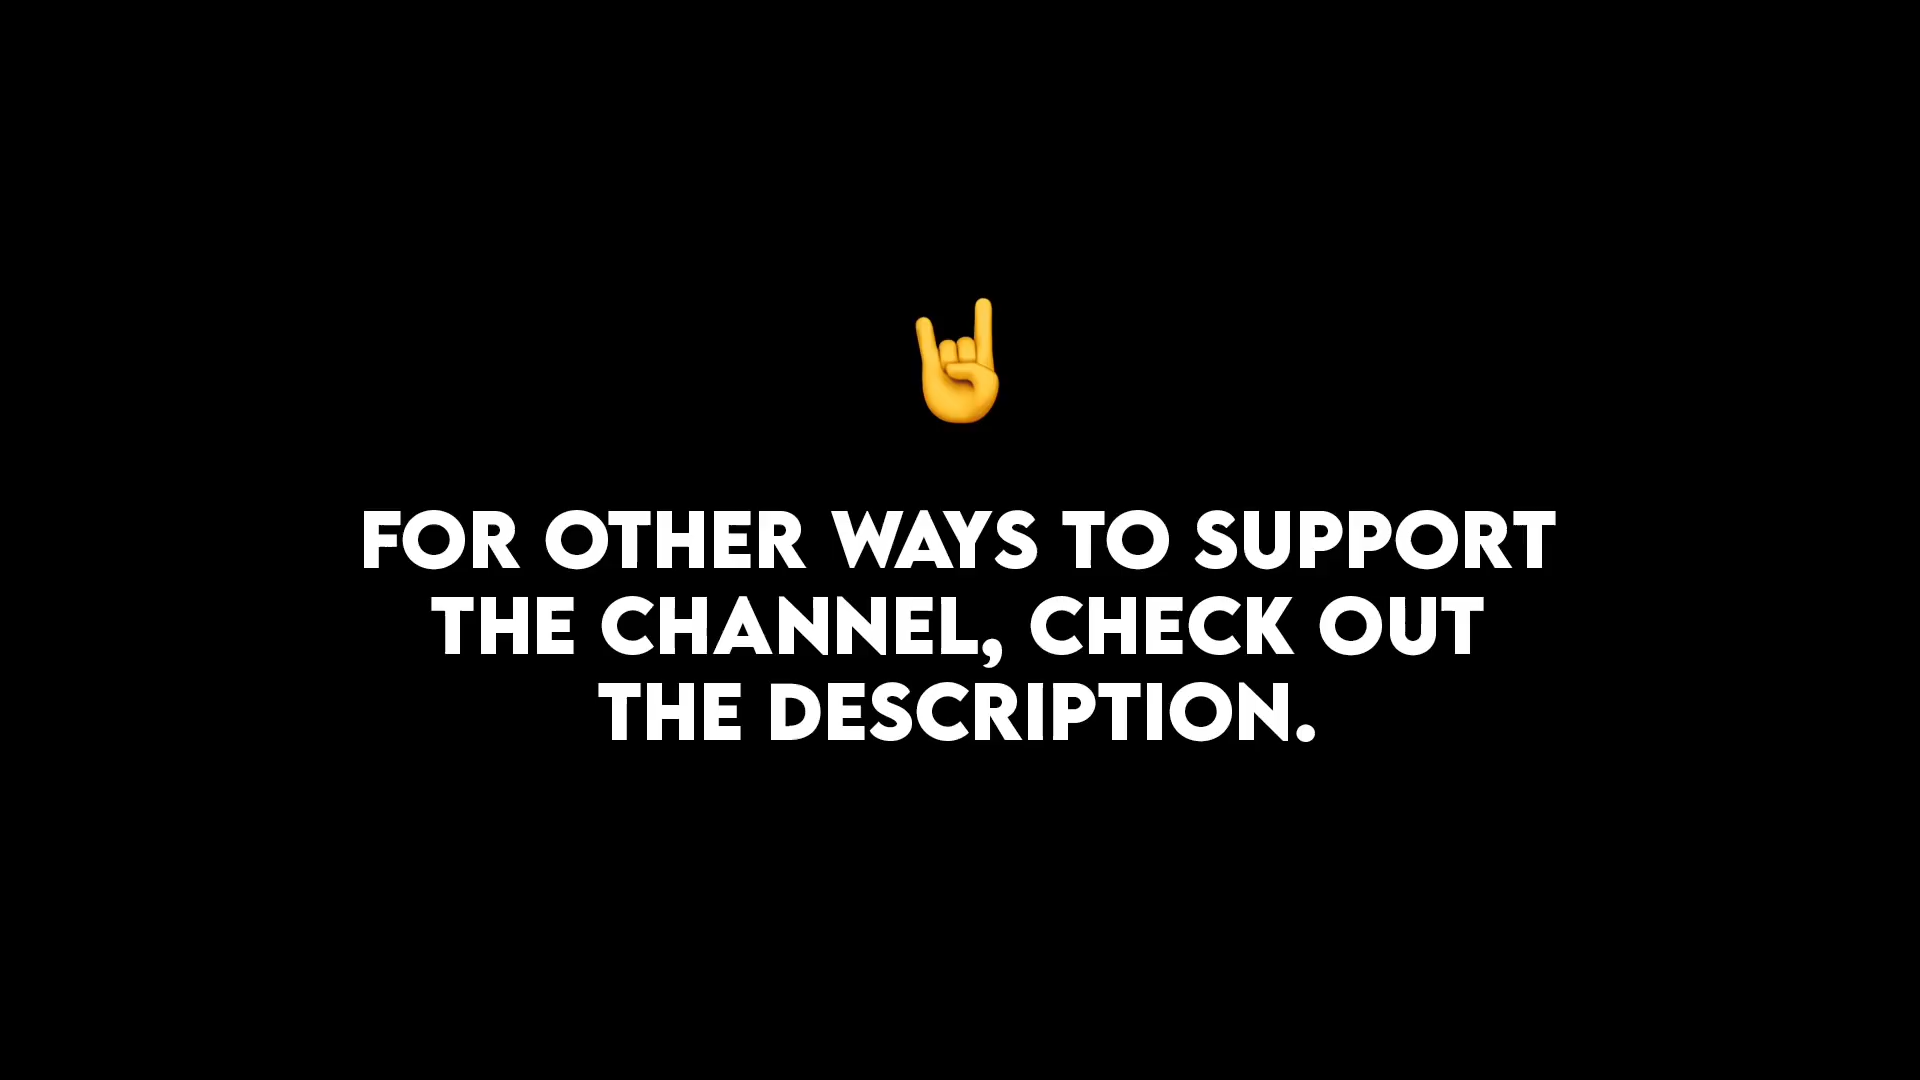 FOR OTHER WAYS TO SUPPORT
THE CHANNEL, CHECK OUT
THE DESCRIPTION.